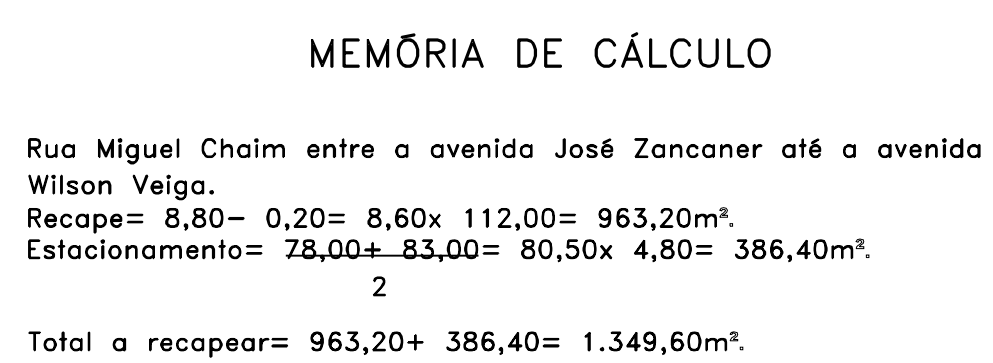 MEMÓRIA DE CÁLCULO
Rua Miguel Chaim entre a avenida José Zancaner até a avenida
Wilson Veiga.
Recape= 8,80- 0,20= 8,60x 112,00= 963,20m².
Estacionamento= 78,00+ 83,00= 80,50x 4,80= 386,40m².
2
Total a recapear= 963,20+ 386,40= 1.349,60m².